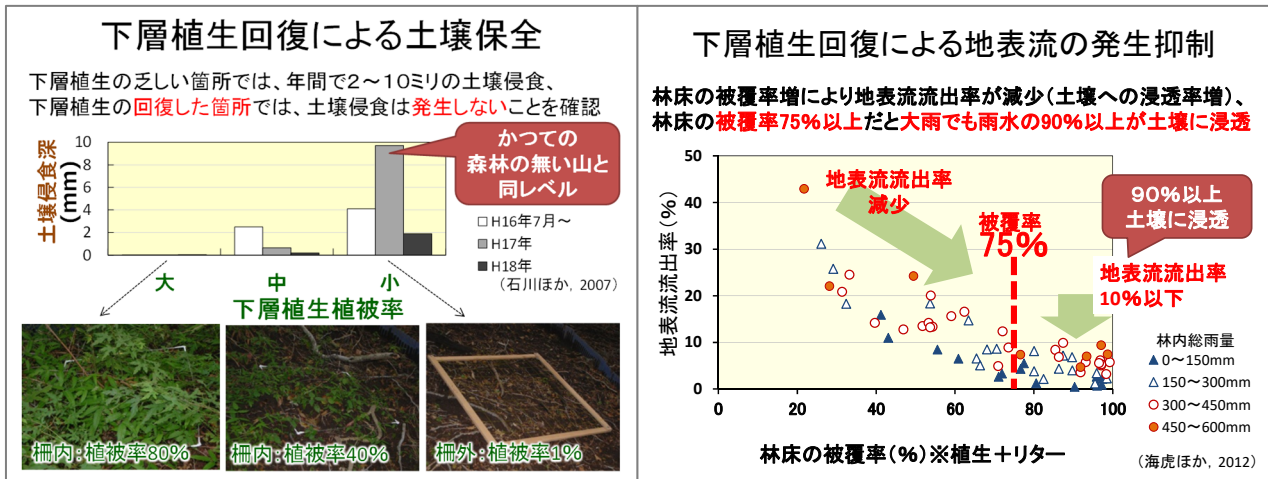 下層植生回復による土壌保全
下層植生の乏しい箇所では、年間で2～10ミリの土壌侵食、
下層植生の回復した箇所では、土壌侵食は発生しないことを確認
土壌侵食深
(mm)
10
8
6
4
2
0
かつての
森林の無い山と
同レベル
H16年7月～
H17年
H18年
(石川ほか, 2007)
大 中 小
下層植生植被率
柵内:植被率80%
柵内:植被率40%
柵外:植被率1%
下層植生回復による地表流の発生抑制
林床の被覆率増により地表流流出率が減少(土壌への浸透率増)、
林床の被覆率75%以上だと大雨でも雨水の90%以上が土壌に浸透
地表流流出率(%)
50
40
30
20
10
0
地表流流出率
減少
被覆率
75%
90%以上
土壌に浸透
地表流流出率
10%以下
林内総雨量
0～150mm
150～300mm
300～450mm
450～600mm
0 20 40 60 80 100
林床の被覆率(%)※植生+リター
(海虎ほか, 2012)